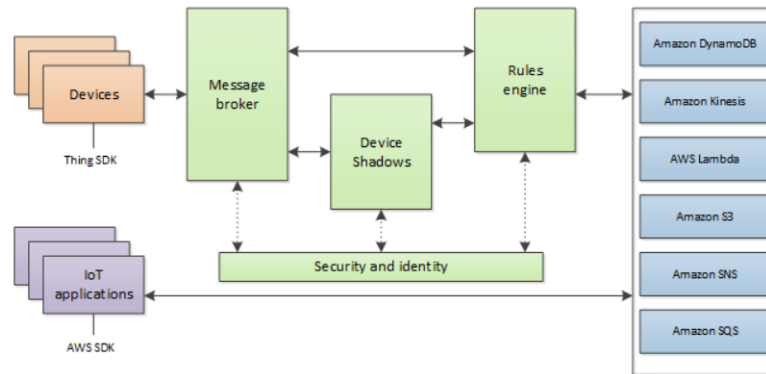 Devices
Thing SDK
Message
broker
Device
Shadows
Rules
engine
Security and identity
IoT
applications
AWS SDK
Amazon DynamoDB
Amazon Kinesis
AWS Lambda
Amazon S3
Amazon SNS
Amazon SQS